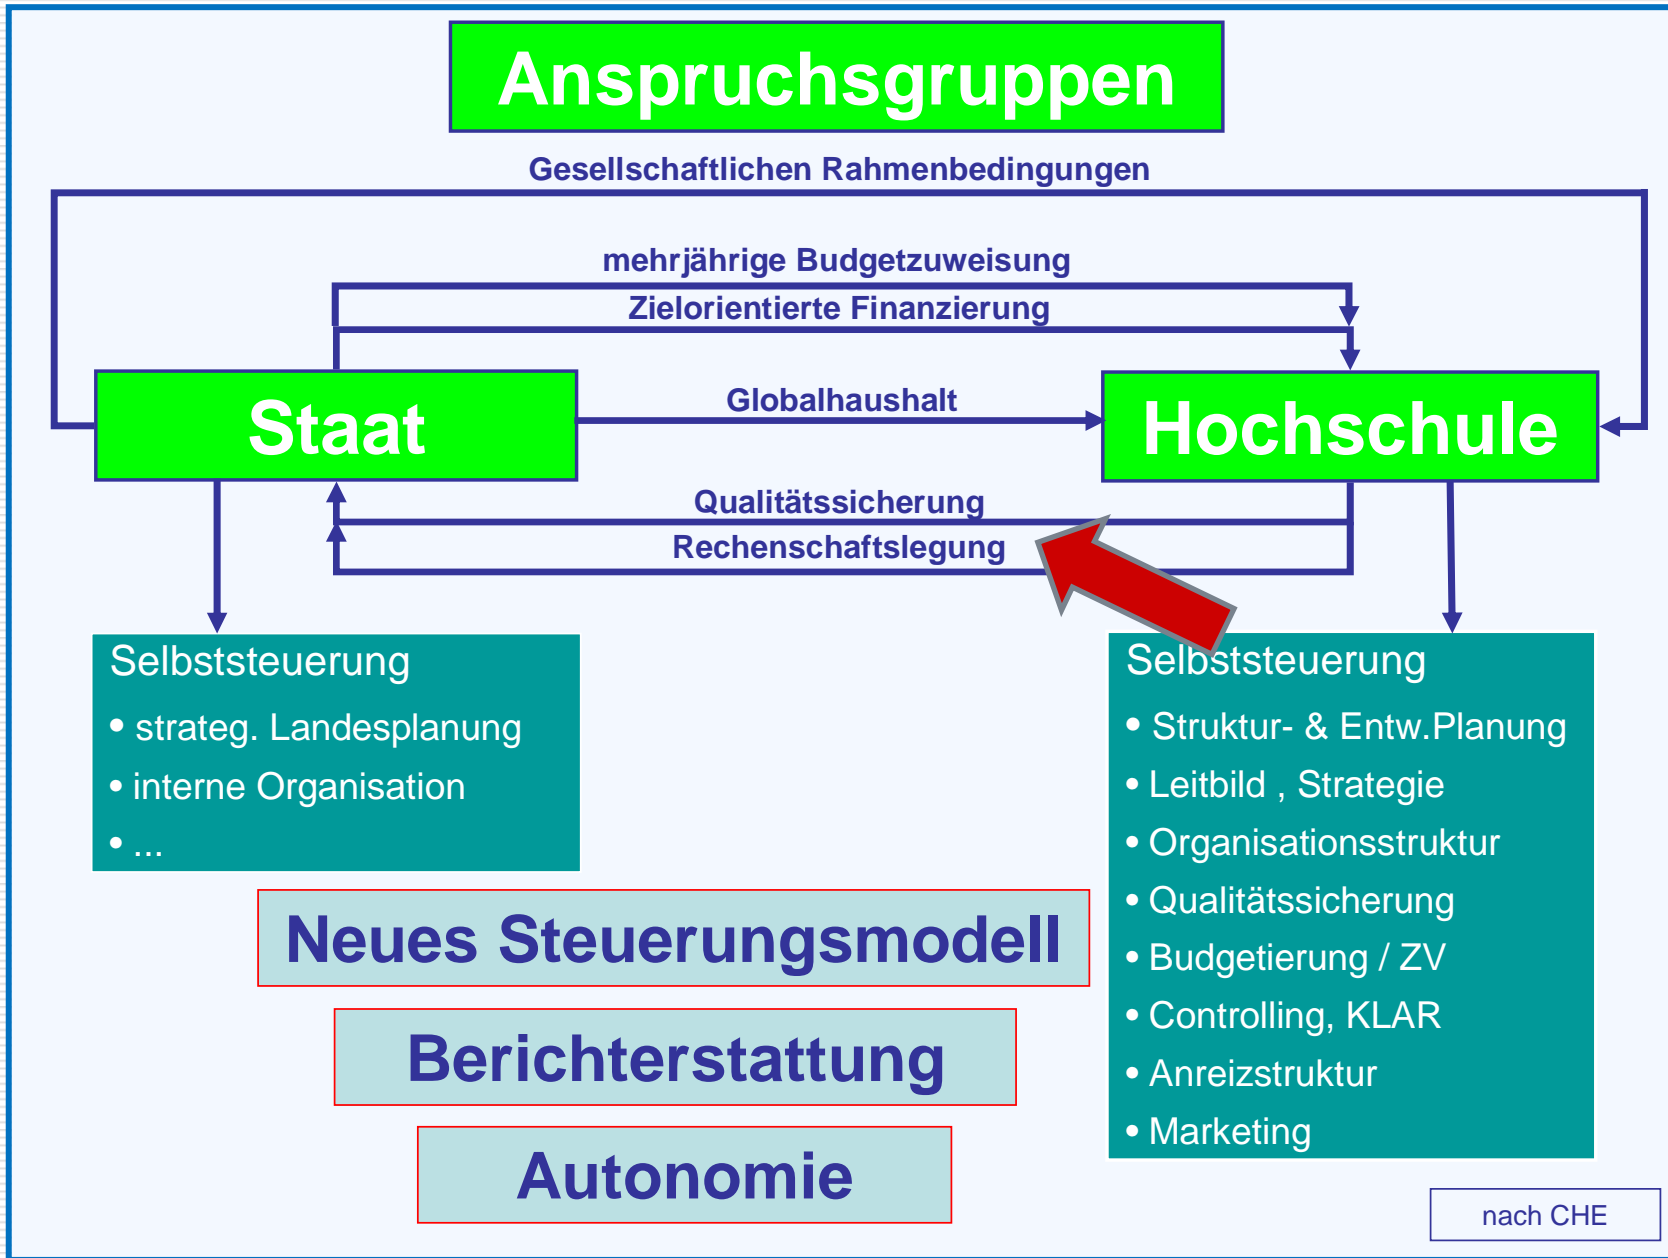 Anspruchsgruppen
Gesellschaftlichen Rahmenbedingungen
mehrjährige Budgetzuweisung
Zielorientierte Finanzierung
Staat
Globalhaushalt
Hochschule
Qualitätssicherung
Rechenschaftslegung
Selbststeuerung
• strateg. Landesplanung
• interne Organisation
• ...
Selbststeuerung
• Struktur- & Entw.Planung
• Leitbild , Strategie
• Organisationsstruktur
• Qualitätssicherung
• Budgetierung / ZV
• Controlling, KLAR
• Anreizstruktur
• Marketing
Neues Steuerungsmodell
Berichterstattung
Autonomie
nach CHE